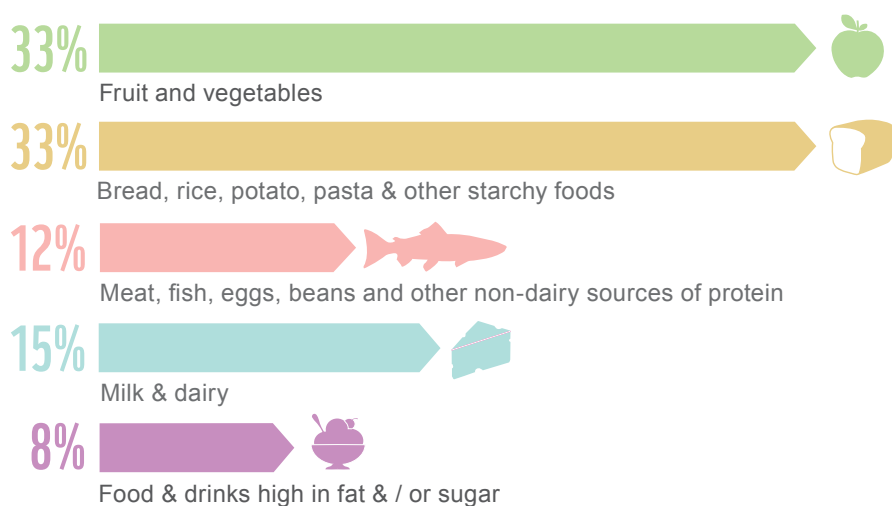 33%
Fruit and vegetables
33%
Bread, rice, potato, pasta & other starchy foods
12%
Meat, fish, eggs, beans and other non-dairy sources of protein
15%
Milk & dairy
8%
Food & drinks high in fat & / or sugar